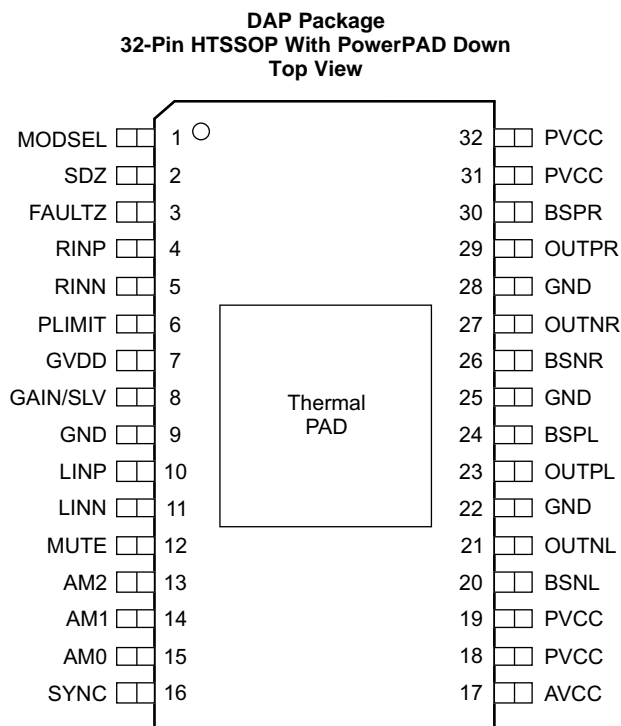 DAP Package
32-Pin HTSSOP With PowerPAD Down
Top View
MODSEL 1 32 PVCC
SDZ 2 31 PVCC
FAULTZ 3 30 BSPR
RINP 4 29 OUTPR
RINN 5 28 GND
PLIMIT 6 27 OUTNR
GVDD 7 26 BSNR
GAIN/SLV 8 25 GND
GND 9 24 BSPL
LINP 10 23 OUTPL
LINN 11 22 GND
MUTE 12 21 OUTNL
AM2 13 20 BSNL
AM1 14 19 PVCC
AM0 15 18 PVCC
SYNC 16 17 AVCC
Thermal
PAD